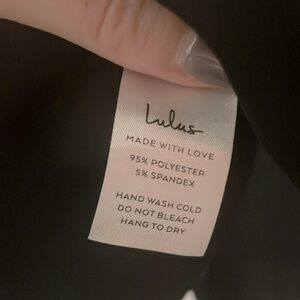 Lulus
MADE WITH LOVE
95% POLYESTER
5% SPANDEX
HAND WASH COLD
DO NOT BLEACH
HANG TO DRY